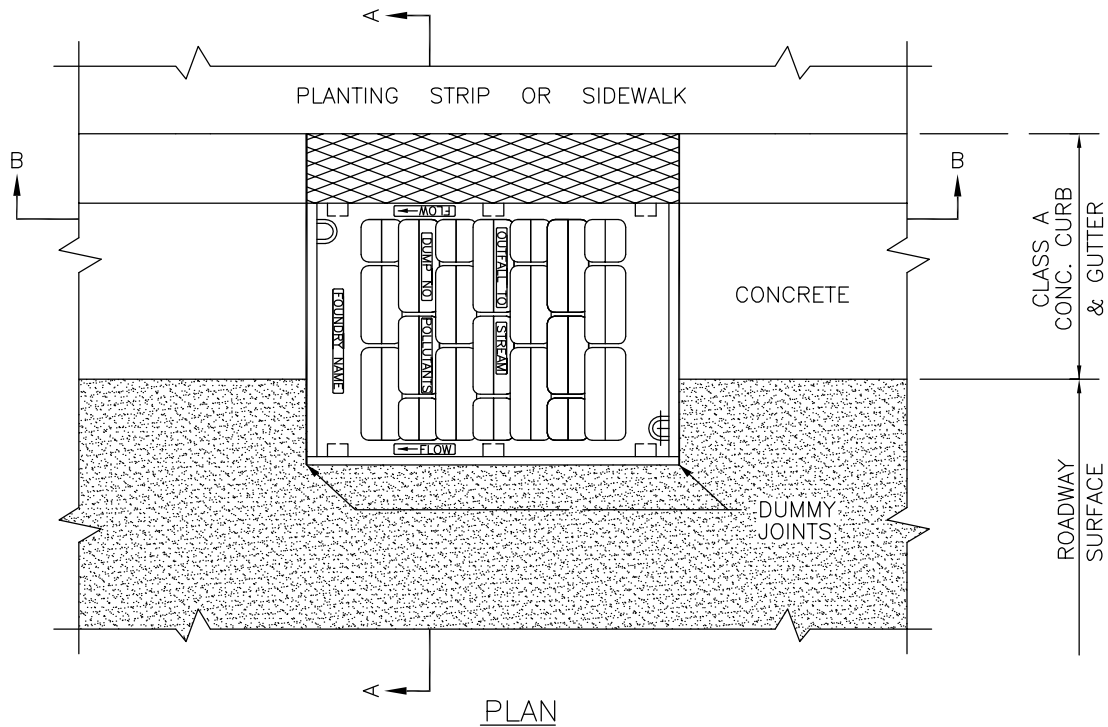 A
PLANTING STRIP OR SIDEWALK
B
B
FLOW
DUMP NO
POLLUTANTS
OUTFALL TO
STREAM
FOUNDRY NAME
CONCRETE
CLASS A
CONC. CURB
& GUTTER
FLOW
DUMMY
JOINTS
ROADWAY
SURFACE
A
PLAN